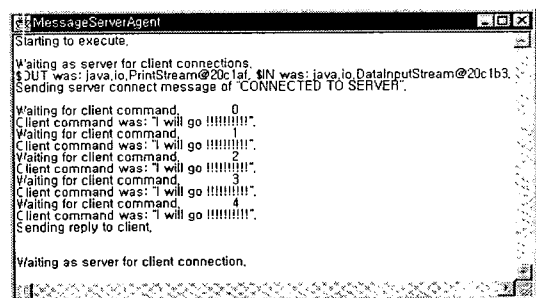 MessageServerAgent
Starting to execute,
Waiting as server for client connections,
$OUT was: java,io,PrintStream@20c1af, $IN was: java,io,DataInputStream@20c1b3,
Sending server connect message of "CONNECTED TO SERVER",
Waiting for client command, 0
Client command was: "I will go !!!!!!!!!!",
Waiting for client command, 1
Client command was: "I will go !!!!!!!!!!",
Waiting for client command, 2
Client command was: "I will go !!!!!!!!!!",
Waiting for client command, 3
Client command was: "I will go !!!!!!!!!!",
Waiting for client command, 4
Client command was: "I will go !!!!!!!!!!",
Sending reply to client,
Waiting as server for client connection,